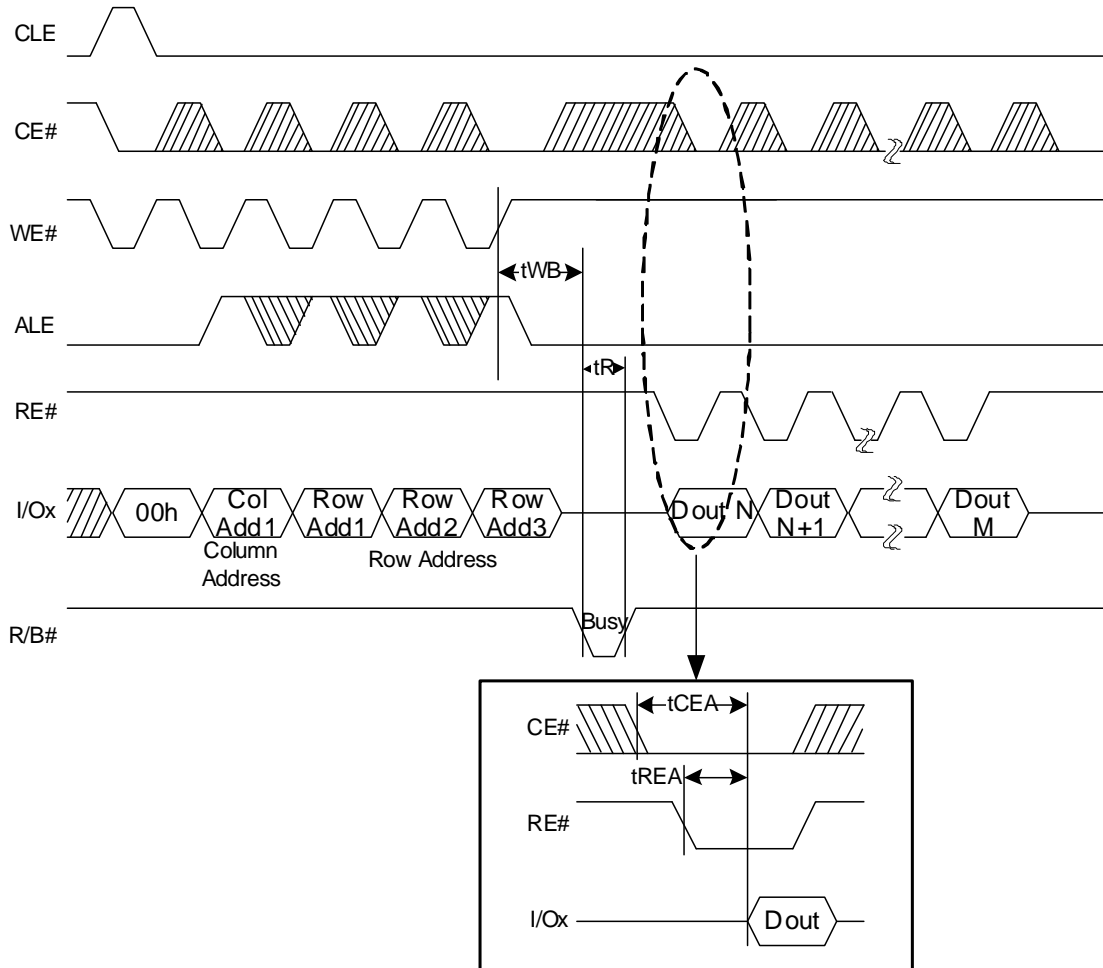 CLE
CE#
WE#
tWB
ALE
tR
RE#
I/Ox
00h
Col
Add1
Row
Add1
Row
Add2
Row
Add3
Dout N
Dout
N+1
Dout
M
Column
Address
Row Address
R/B#
Busy
CE#
tCEA
tREA
RE#
I/Ox
Dout